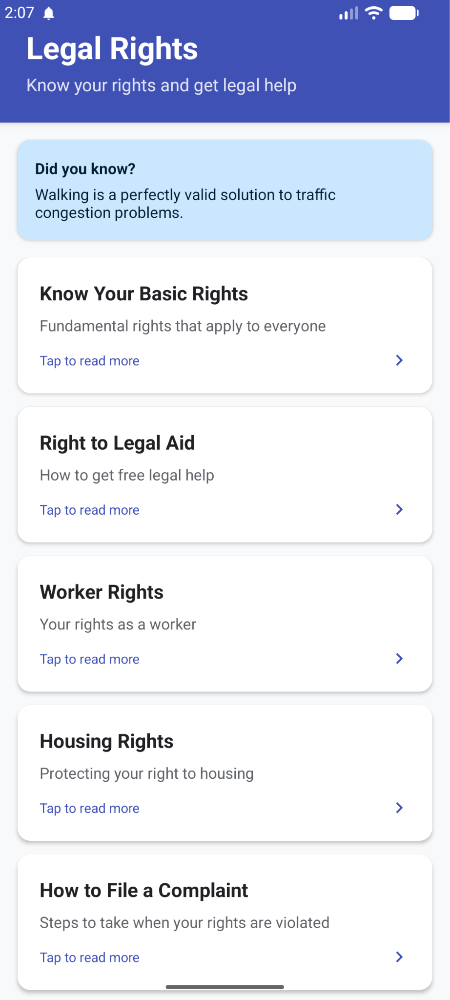 2:07
Legal Rights
Know your rights and get legal help
Did you know?
Walking is a perfectly valid solution to traffic
congestion problems.
Know Your Basic Rights
Fundamental rights that apply to everyone
Tap to read more
Right to Legal Aid
How to get free legal help
Tap to read more
Worker Rights
Your rights as a worker
Tap to read more
Housing Rights
Protecting your right to housing
Tap to read more
How to File a Complaint
Steps to take when your rights are violated
Tap to read more